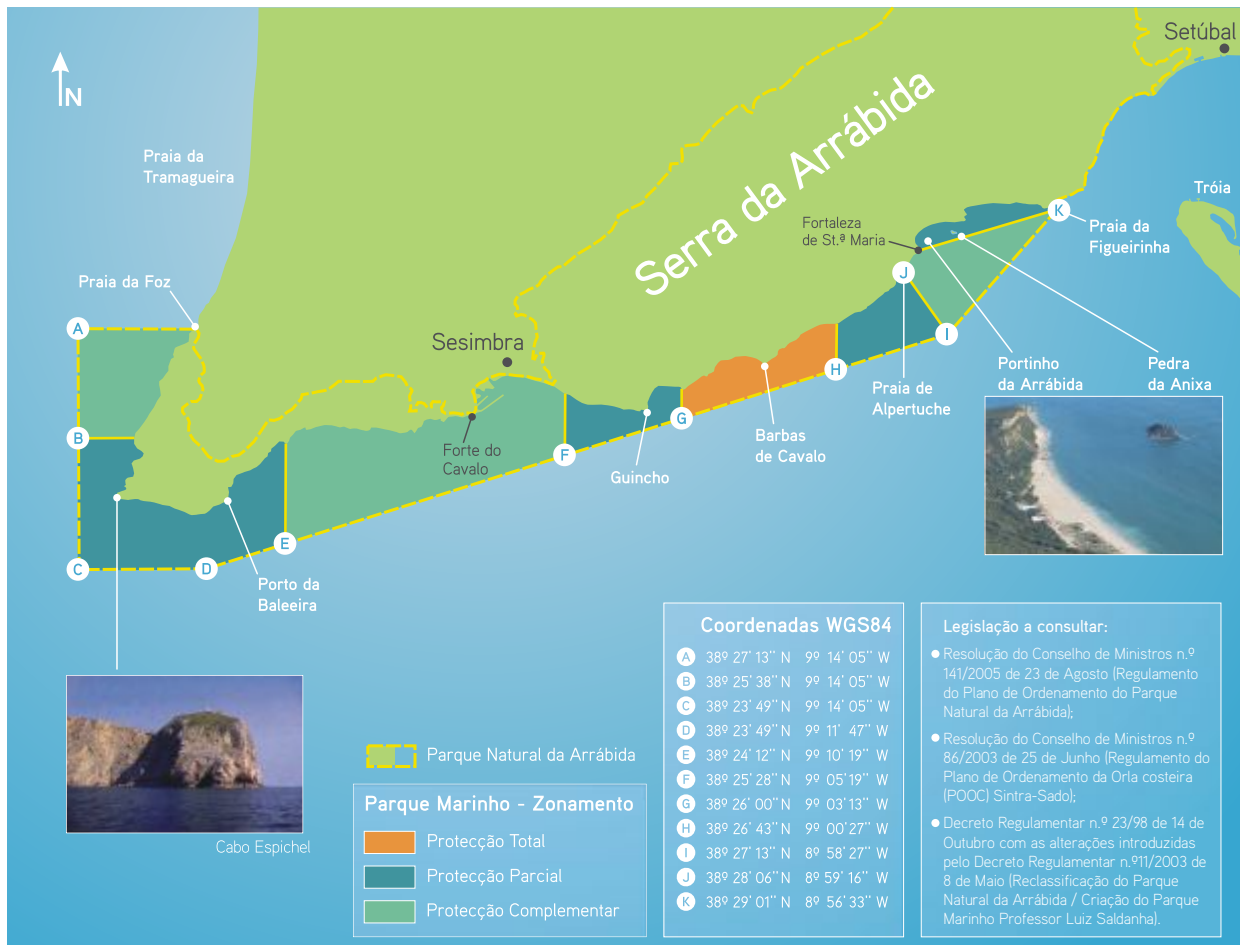 Setúbal
N
Praia da
Tramagueira
Serra da Arrábida
Tróia
Fortaleza
de St.ª Maria
K
Praia da
Figueirinha
Praia da Foz
J
A
Sesimbra
I
Portinho
da Arrábida
Pedra
da Anixa
H
Praia de
Alpertuche
G
B
Forte do
Cavalo
F
Barbas
de Cavalo
Guincho
E
C
D
Porto da
Baleeira
Cabo Espichel
Parque Natural da Arrábida
Parque Marinho - Zonamento
Protecção Total
Protecção Parcial
Protecção Complementar
Coordenadas WGS84
A 38º 27' 13'' N 9º 14' 05'' W
B 38º 25' 38'' N 9º 14' 05'' W
C 38º 23' 49'' N 9º 14' 05'' W
D 38º 23' 49'' N 9º 11' 47'' W
E 38º 24' 12'' N 9º 10' 19'' W
F 38º 25' 28'' N 9º 05' 19'' W
G 38º 26' 00'' N 9º 03' 13'' W
H 38º 26' 43'' N 9º 00' 27'' W
I 38º 27' 13'' N 8º 58' 27'' W
J 38º 28' 06'' N 8º 59' 16'' W
K 38º 29' 01'' N 8º 56' 33'' W
Legislação a consultar:
● Resolução do Conselho de Ministros n.º
141/2005 de 23 de Agosto (Regulamento
do Plano de Ordenamento do Parque
Natural da Arrábida);
● Resolução do Conselho de Ministros n.º
86/2003 de 25 de Junho (Regulamento do
Plano de Ordenamento da Orla costeira
(POOC) Sintra-Sado);
● Decreto Regulamentar n.º 23/98 de 14 de
Outubro com as alterações introduzidas
pelo Decreto Regulamentar n.º11/2003 de
8 de Maio (Reclassificação do Parque
Natural da Arrábida / Criação do Parque
Marinho Professor Luiz Saldanha).